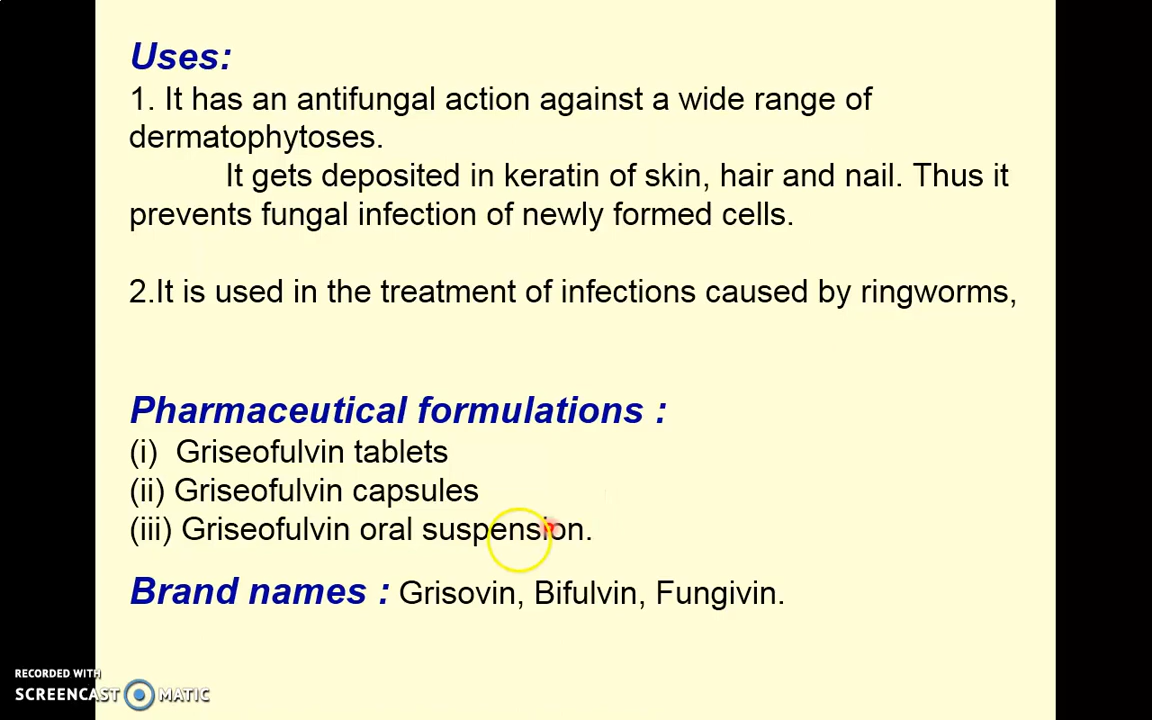 Uses:
1. It has an antifungal action against a wide range of
dermatophytoses.
It gets deposited in keratin of skin, hair and nail. Thus it
prevents fungal infection of newly formed cells.
2.It is used in the treatment of infections caused by ringworms,
Pharmaceutical formulations :
(i) Griseofulvin tablets
(ii) Griseofulvin capsules
(iii) Griseofulvin oral suspension.
Brand names : Grisovin, Bifulvin, Fungivin.
RECORDED WITH
SCREENCAST MATIC